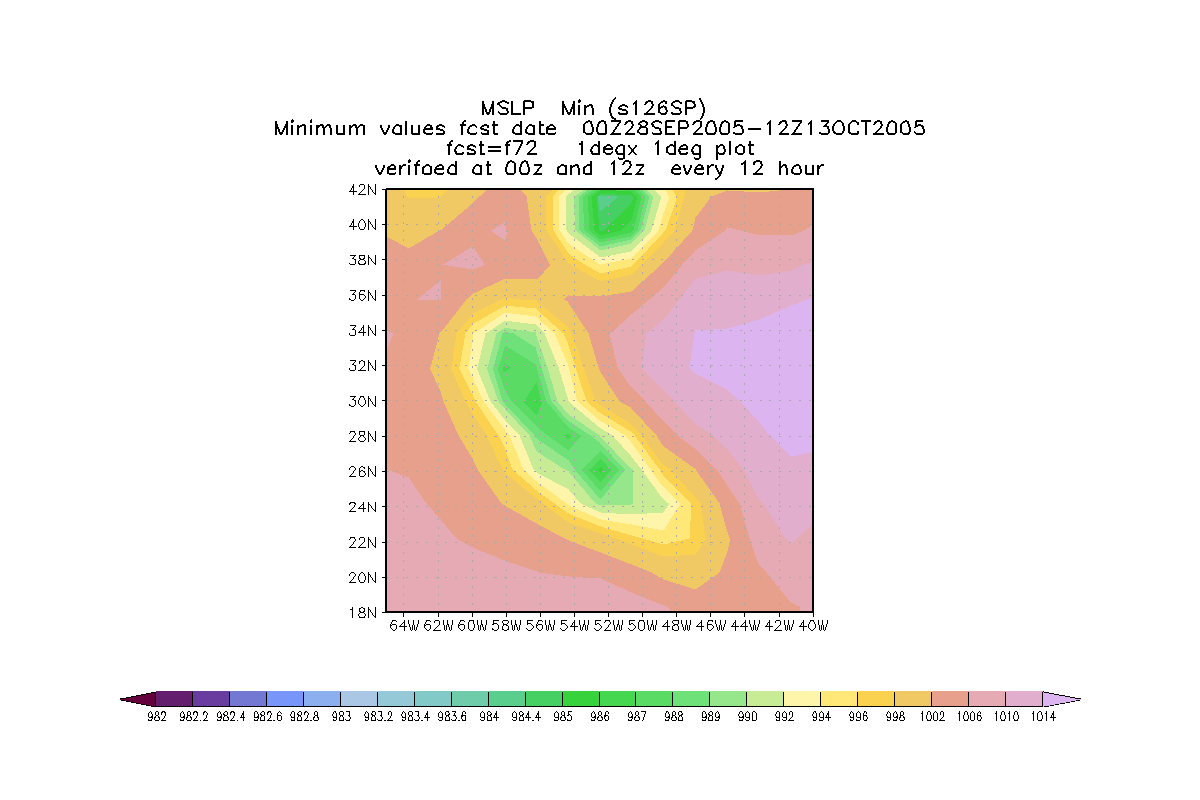 MSLP Min (s126SP)
Minimum values fcst date 00Z28SEP2005-12Z13OCT2005
fcst=f72 1degx 1deg plot
verifaed at 00z and 12z every 12 hour
42N
40N
38N
36N
34N
32N
30N
28N
26N
24N
22N
20N
18N
64W 62W 60W 58W 56W 54W 52W 50W 48W 46W 44W 42W 40W
982 982.2 982.4 982.6 982.8 983 983.2 983.4 983.6 984 984.4 985 986 987 988 989 990 992 994 996 998 1002 1006 1010 1014